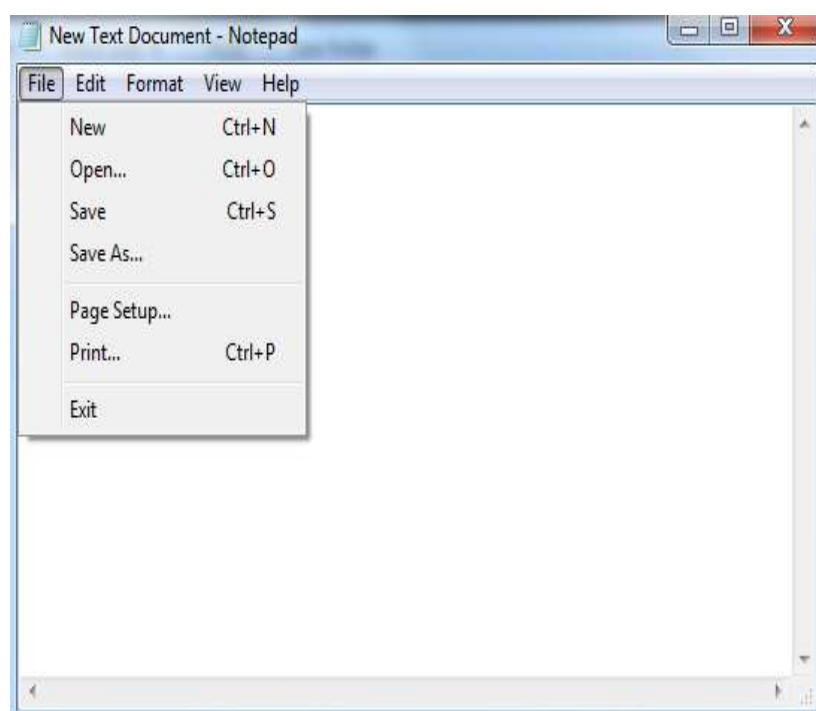 New Text Document - Notepad
File Edit Format View Help
New Ctrl+N
Open... Ctrl+O
Save Ctrl+S
Save As...
Page Setup...
Print... Ctrl+P
Exit